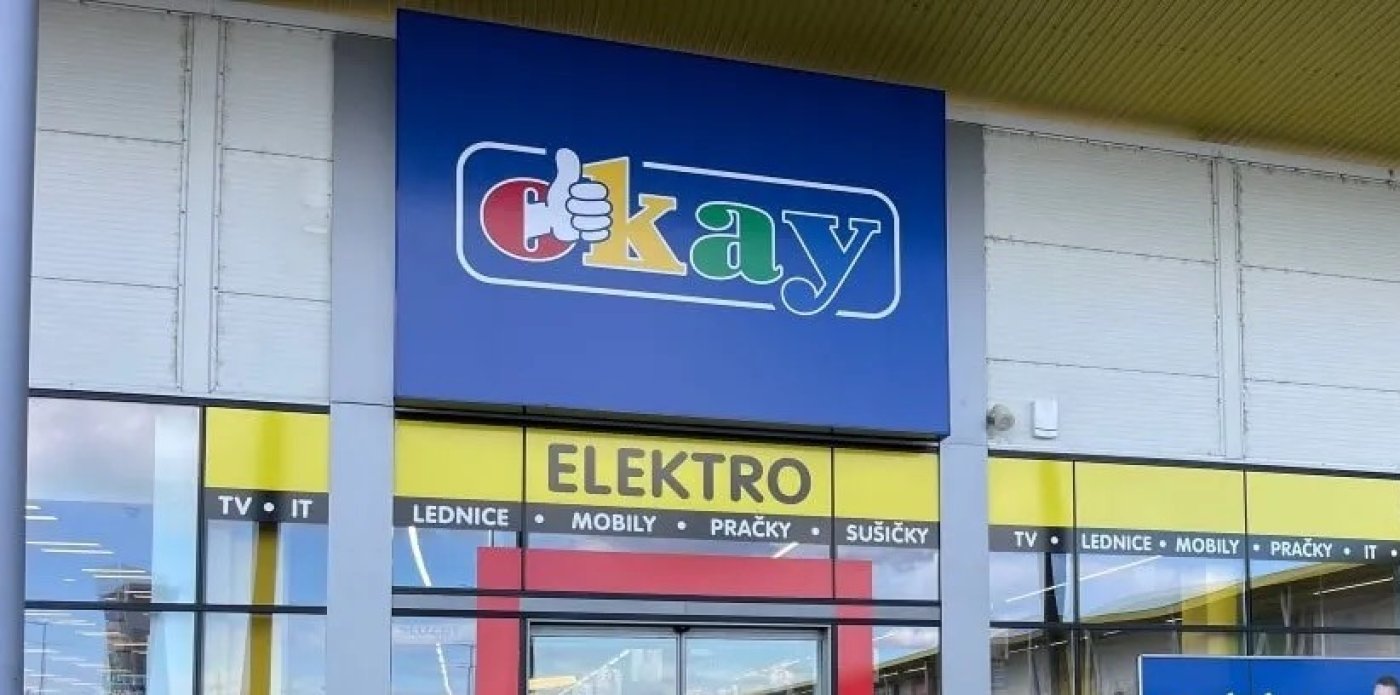 Okay
ELEKTRO
TV • IT
LEDNICE • MOBILY • PRAČKY • SUŠIČKY
TV • LEDNICE • MOBILY • PRAČKY • IT •